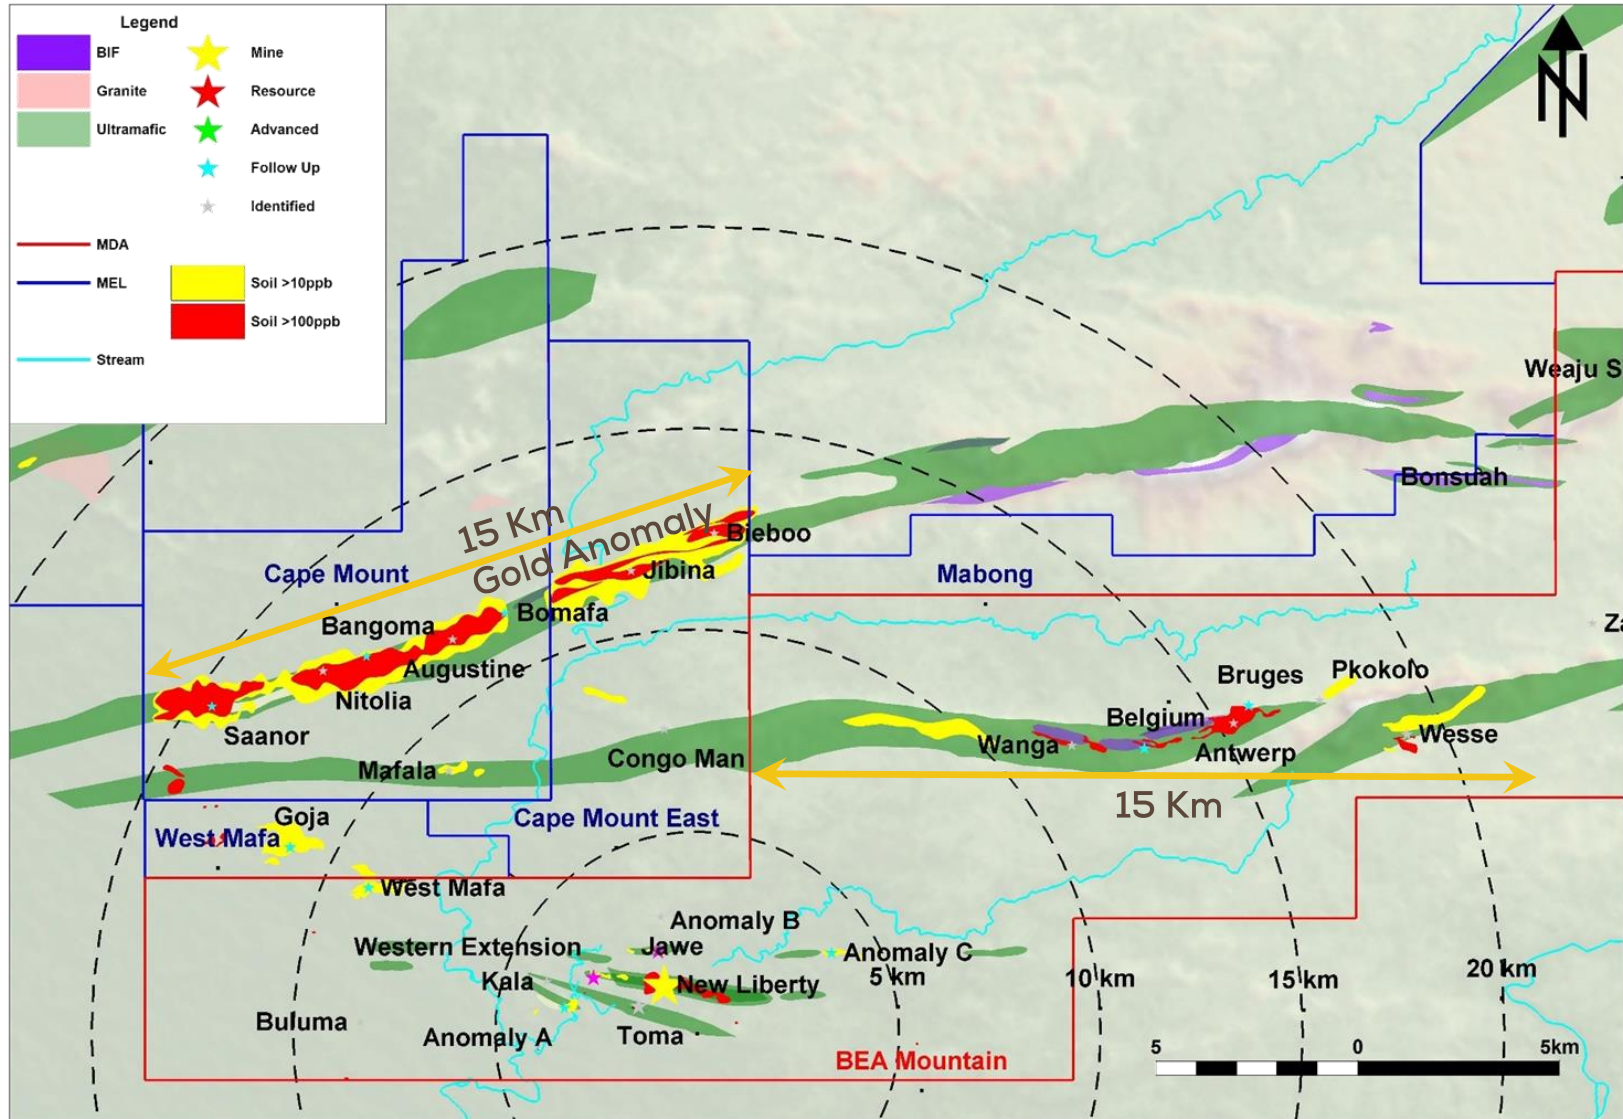 Legend
BIF
Mine
Granite
Resource
Ultramafic
Advanced
Follow Up
Identified
MDA
MEL
Soil >10ppb
Soil >100ppb
Stream
N
Weaju S
Bonsuah
15 Km
Gold Anomaly
Bieboo
Cape Mount
Jibina
Mabong
Bomafa
Bangoma
Za
Augustine
Bruges
Pkokolo
Nitolia
Belgium
Saanor
Wesse
Congo Man
Wanga
Antwerp
Mafala
15 Km
Goja
Cape Mount East
West Mafa
West Mafa
Anomaly B
Western Extension
Jawe
Anomaly C
Kala
New Liberty
5 km
10 km
15 km
20 km
Buluma
Anomaly A
Toma
BEA Mountain
5
0
5km